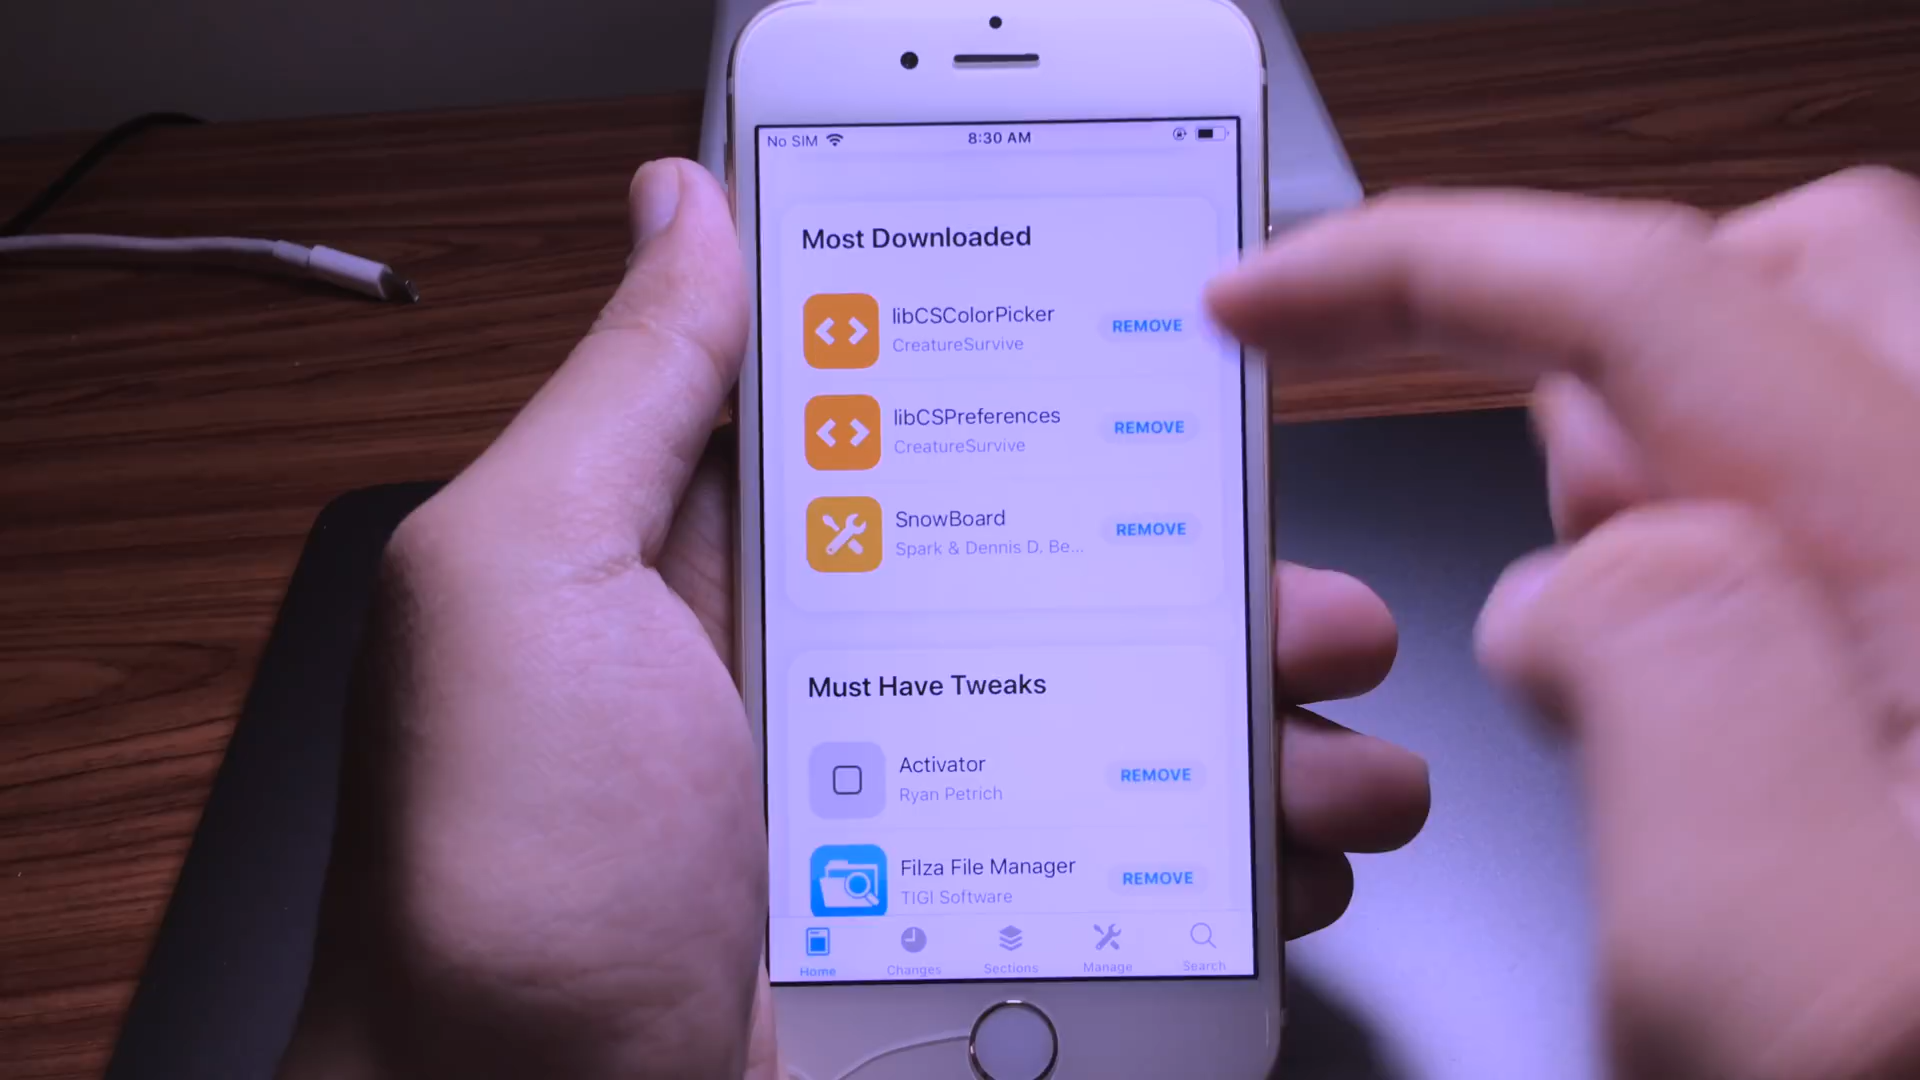 No SIM
8:30 AM
Most Downloaded
libCSColorPicker
CreatureSurvive
REMOVE
libCSPreferences
CreatureSurvive
REMOVE
SnowBoard
Spark & Dennis D. Be...
REMOVE
Must Have Tweaks
Activator
Ryan Petrich
REMOVE
Filza File Manager
TIGI Software
REMOVE
Home
Changes
Sections
Manage
Search